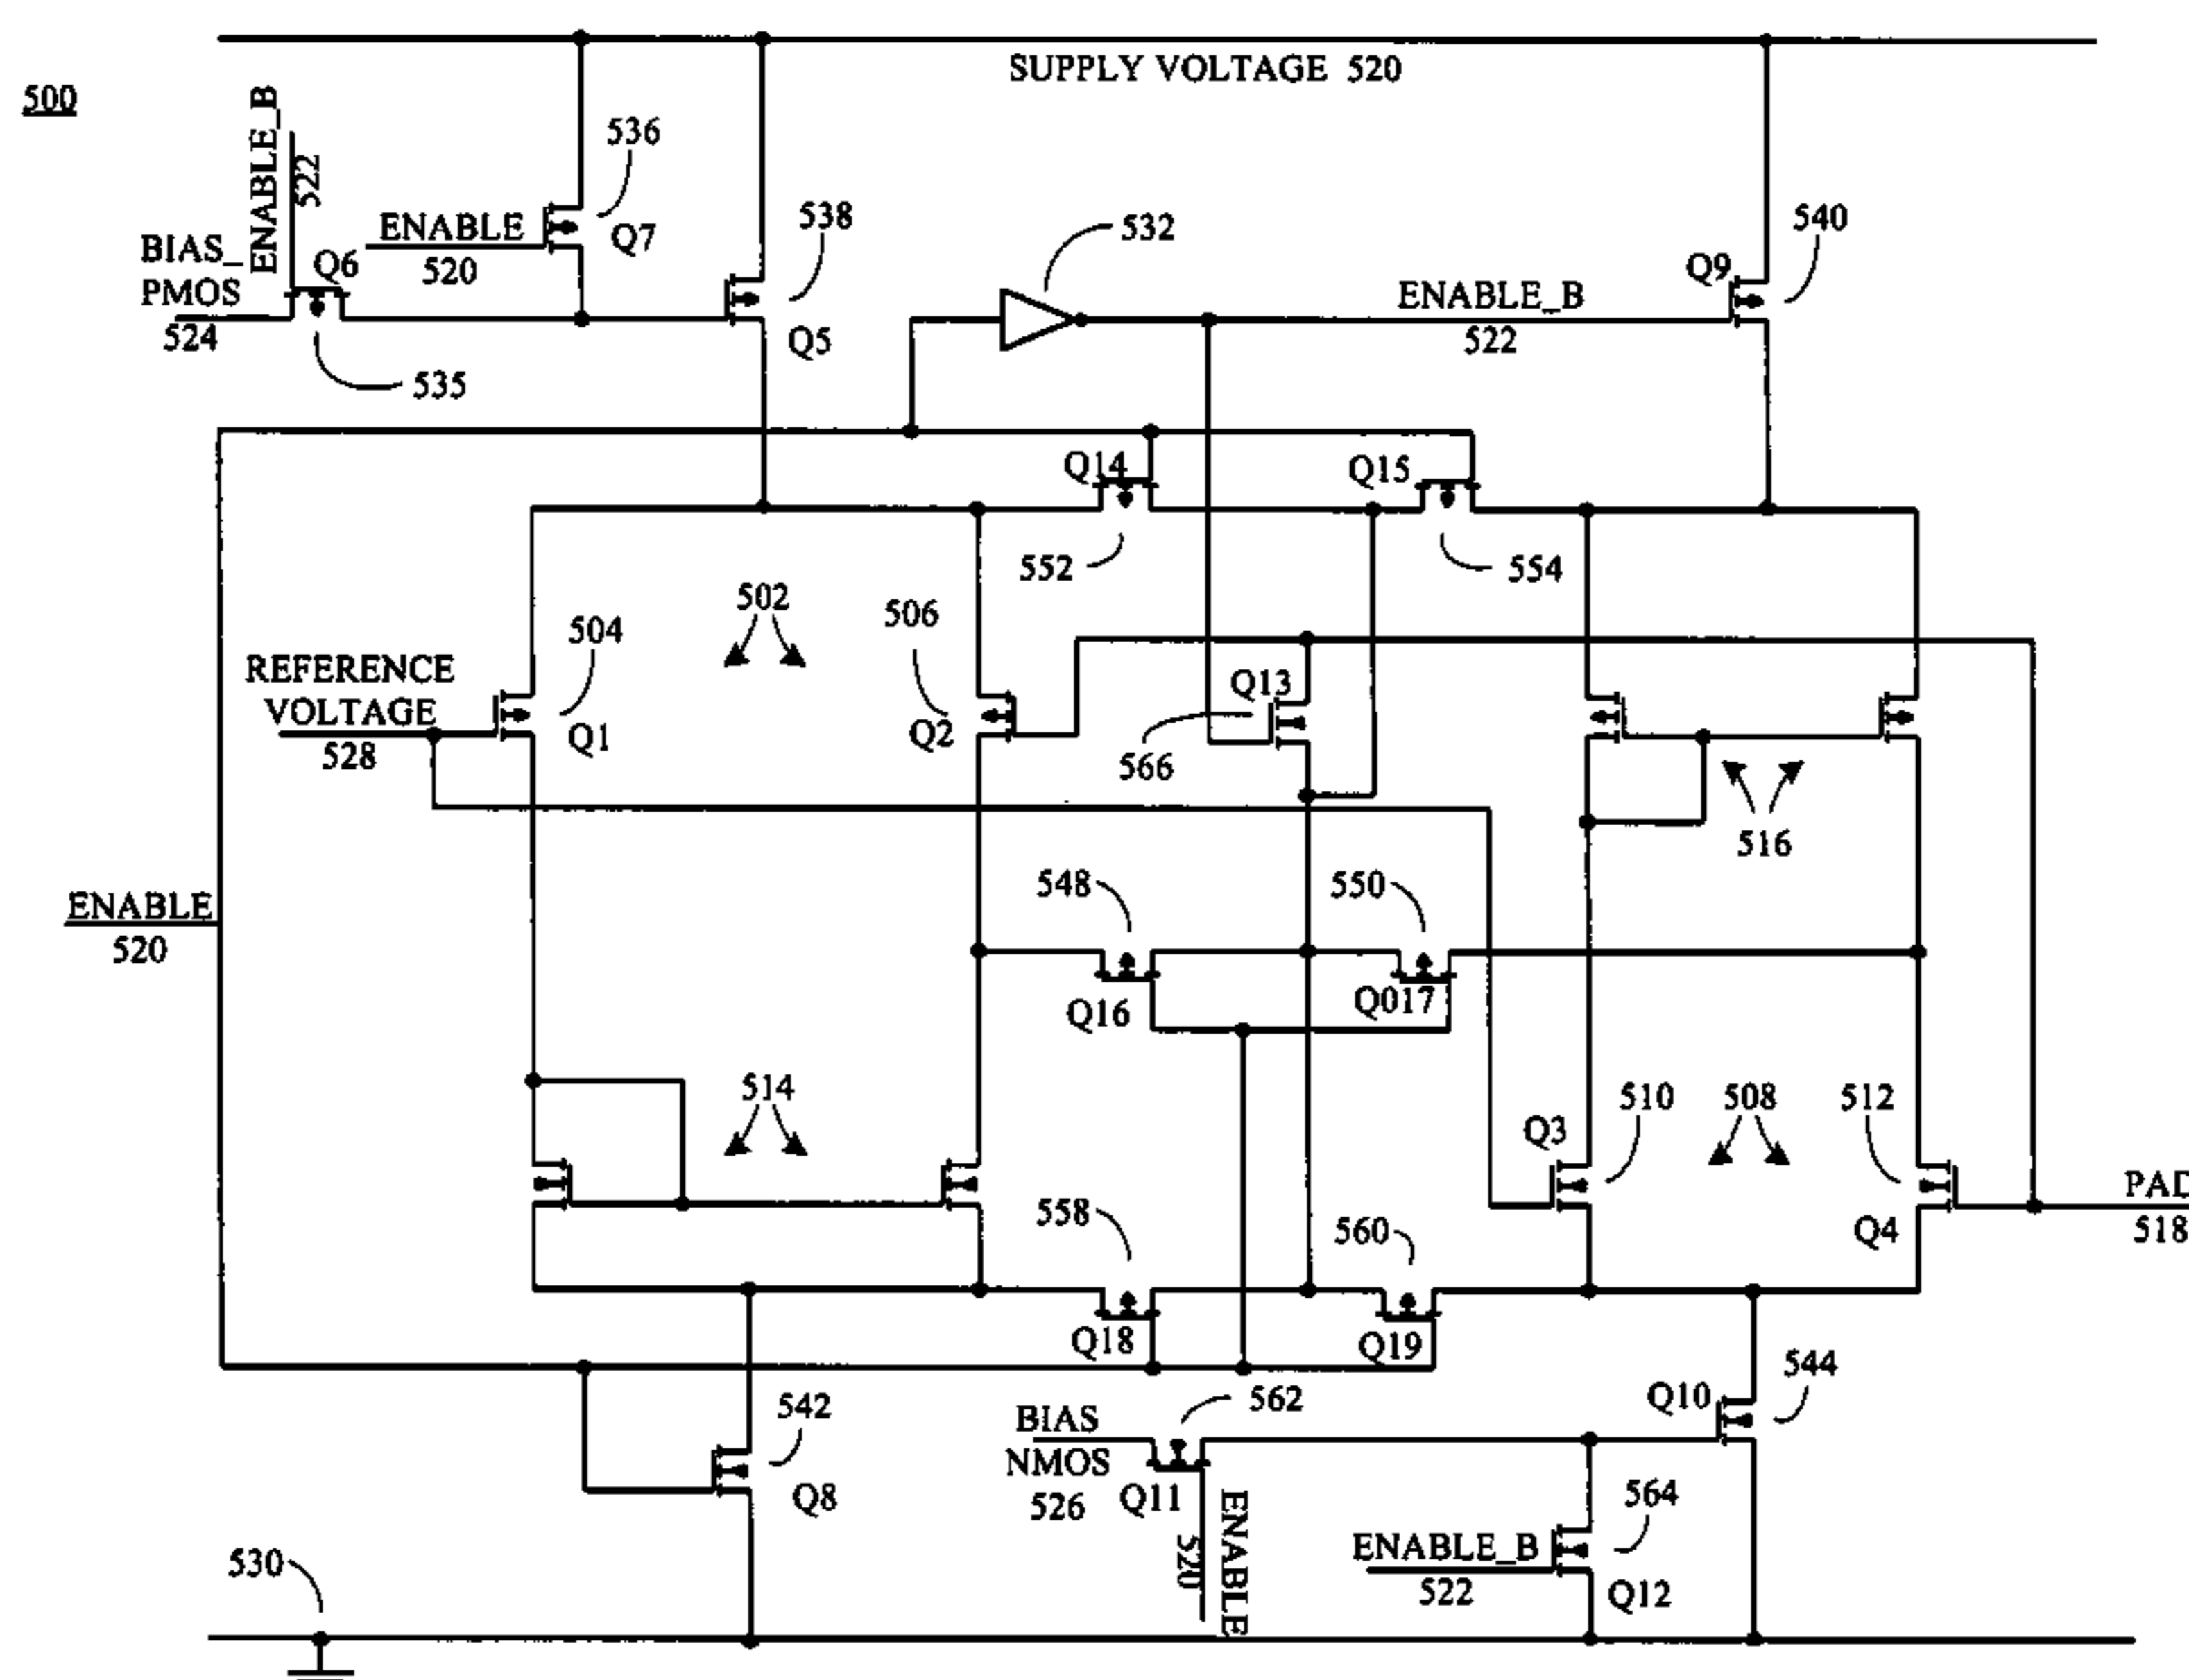 SUPPLY VOLTAGE 520
500
ENABLE_B
522
536
ENABLE
520
Q7
538
532
540
BIAS_
PMOS
524
Q6
Q9
ENABLE_B
522
Q5
535
Q14
Q15
552
554
502
506
504
REFERENCE
VOLTAGE
528
Q1
Q2
Q13
566
516
548
550
ENABLE
520
Q16
Q017
514
510
508
512
Q3
558
560
Q4
PAD
518
Q18
Q19
542
562
Q10
544
BIAS
NMOS
526
Q11
ENABLE
520
Q8
564
ENABLE_B
522
Q12
530